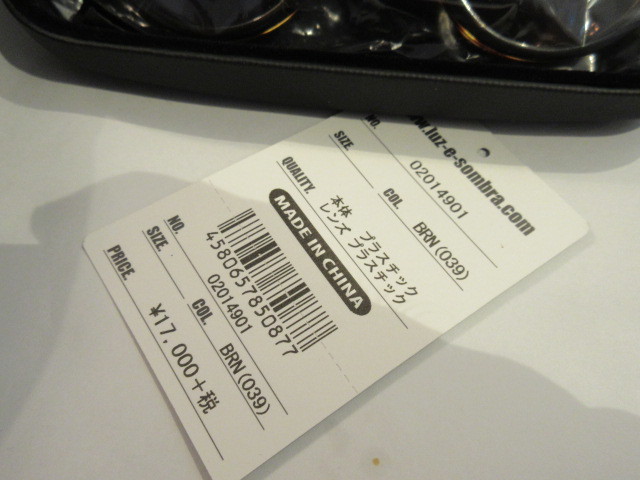 www.luz-e-sombra.com
NO. 02014901
SIZE. COL. BRN(039)
QUALITY. 本体 プラスチック
レンズ プラスチック
MADE IN CHINA
4580657850877
NO. 02014901
SIZE. COL. BRN(039)
PRICE. ¥17,000+税